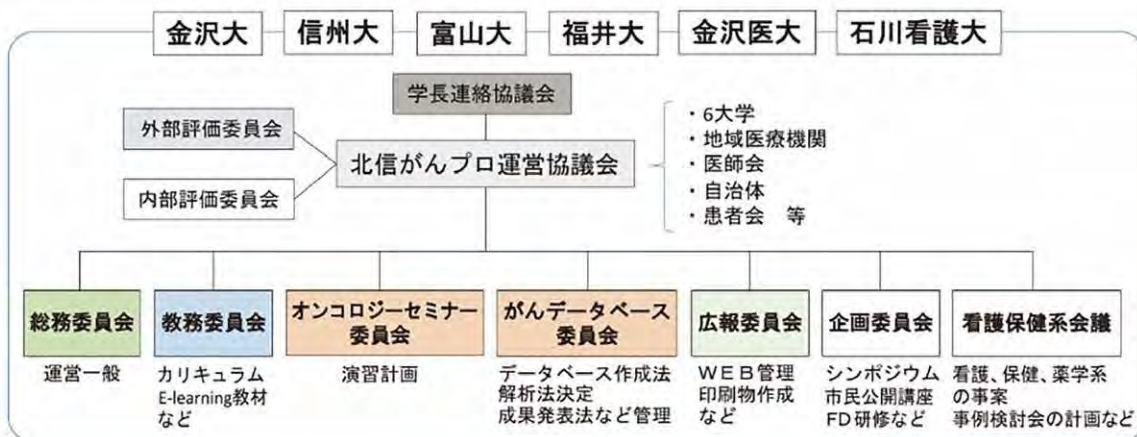 金沢大
信州大
富山大
福井大
金沢医大
石川看護大
学長連絡協議会
外部評価委員会
北信がんプロ運営協議会
内部評価委員会
・6大学
・地域医療機関
・医師会
・自治体
・患者会　等
総務委員会
運営一般
教務委員会
カリキュラム
E-learning教材
など
オンコロジーセミナー
委員会
演習計画
がんデータベース
委員会
データベース作成法
解析法決定
成果発表法など管理
広報委員会
ＷＥＢ管理
印刷物作成
など
企画委員会
シンポジウム
市民公開講座
FD研修など
看護保健系会議
看護、保健、薬学系
の事案
事例検討会の計画など